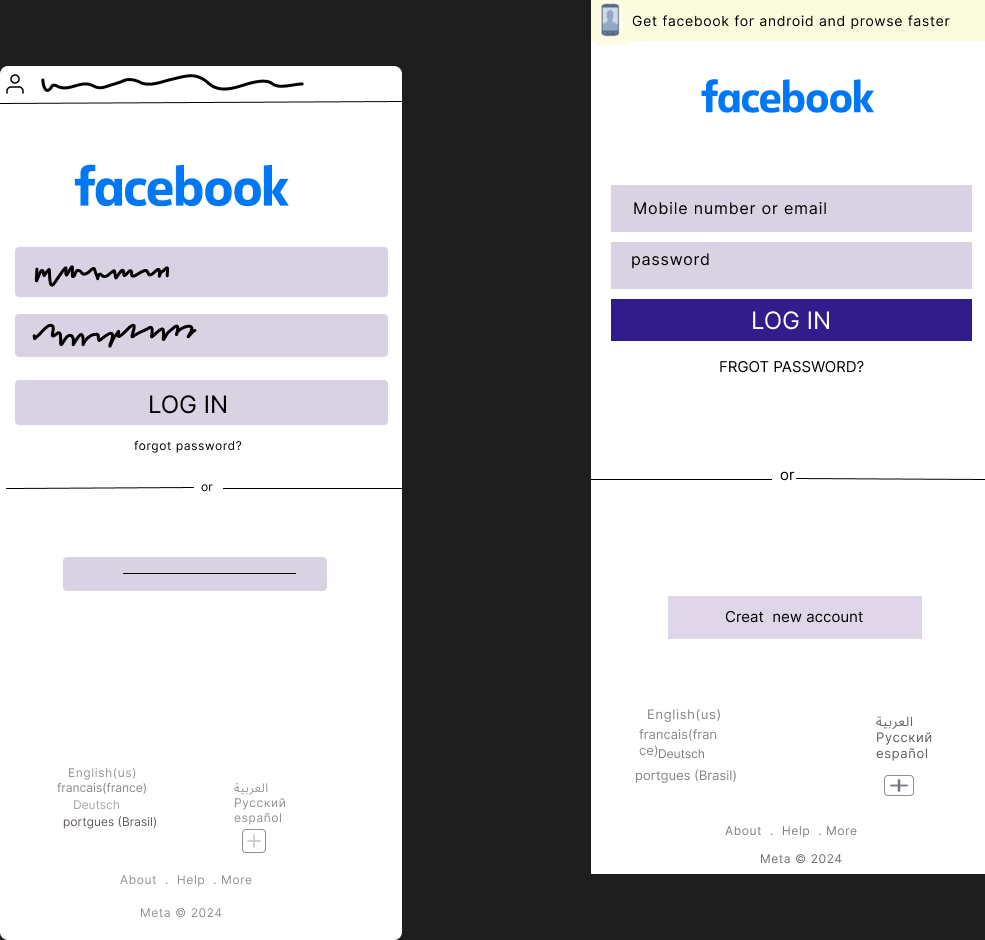 facebook
LOG IN
forgot password?
or
English(us)
francais(france)
Deutsch
portgues (Brasil)
العربية
Русский
español
About . Help . More
Meta © 2024
Get facebook for android and prowse faster
facebook
Mobile number or email
password
LOG IN
FRGOT PASSWORD?
or
Creat new account
English(us)
francais(fran
ce)Deutsch
portgues (Brasil)
العربية
Русский
español
About . Help . More
Meta © 2024